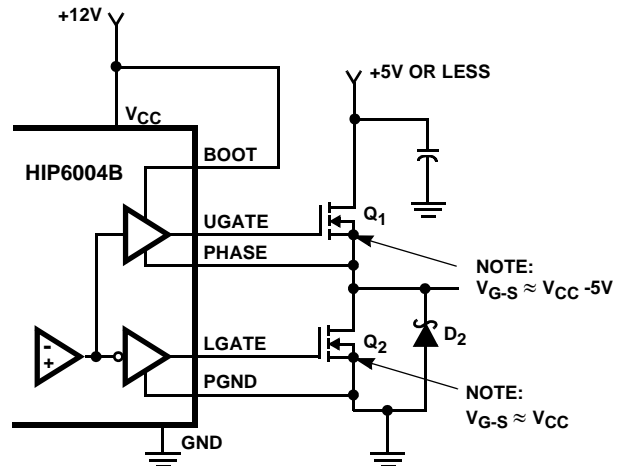 +12V
+5V OR LESS
VCC
BOOT
HIP6004B
UGATE
Q1
PHASE
NOTE:
VG-S ≈ VCC -5V
- +
LGATE
Q2
D2
PGND
NOTE:
VG-S ≈ VCC
GND